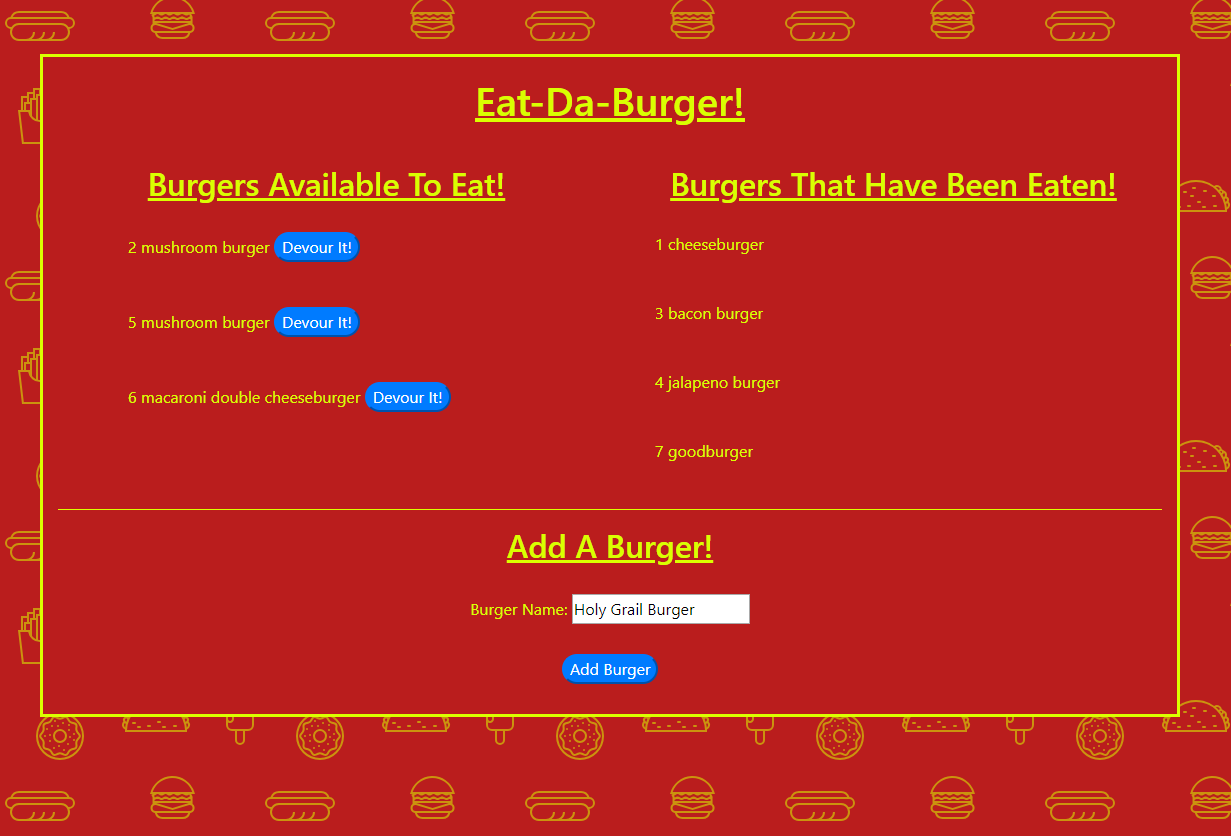 Eat-Da-Burger!
Burgers Available To Eat!
2 mushroom burger Devour It!
5 mushroom burger Devour It!
6 macaroni double cheeseburger Devour It!
Burgers That Have Been Eaten!
1 cheeseburger
3 bacon burger
4 jalapeno burger
7 goodburger
Add A Burger!
Burger Name: Holy Grail Burger
Add Burger